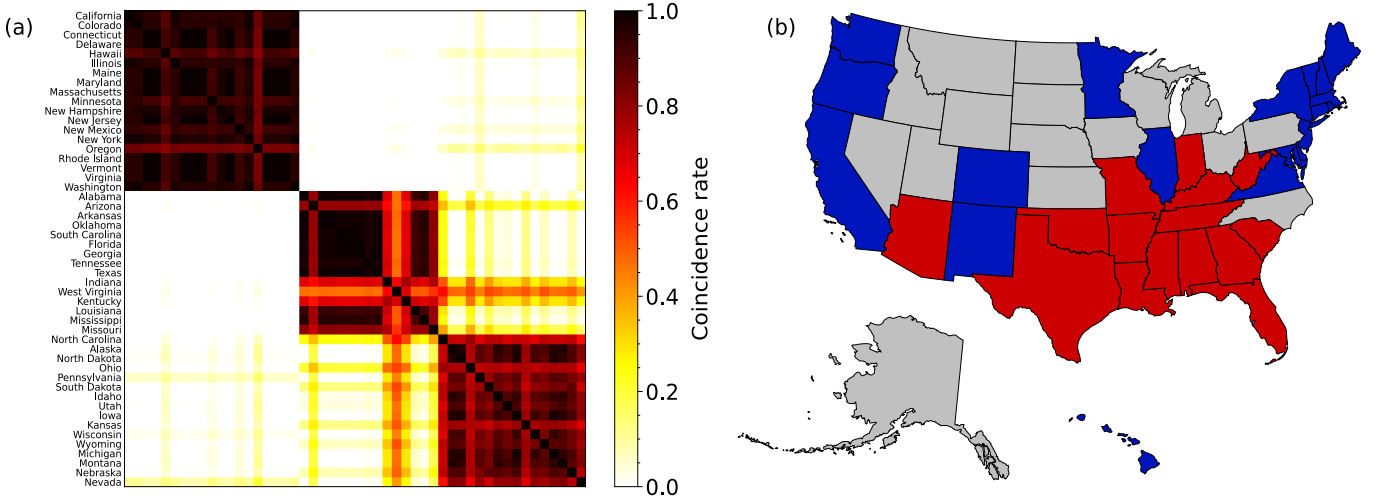 (a)
California
Colorado
Connecticut
Delaware
Hawaii
Illinois
Maine
Maryland
Massachusetts
Minnesota
New Hampshire
New Jersey
New Mexico
New York
Oregon
Rhode Island
Vermont
Virginia
Washington
Alabama
Arizona
Arkansas
Oklahoma
South Carolina
Florida
Georgia
Tennessee
Texas
Indiana
West Virginia
Kentucky
Louisiana
Mississippi
Missouri
North Carolina
Alaska
North Dakota
Ohio
Pennsylvania
South Dakota
Idaho
Utah
Iowa
Kansas
Wisconsin
Wyoming
Michigan
Montana
Nebraska
Nevada
1.0
0.8
0.6
0.4
0.2
0.0
Coincidence rate
(b)